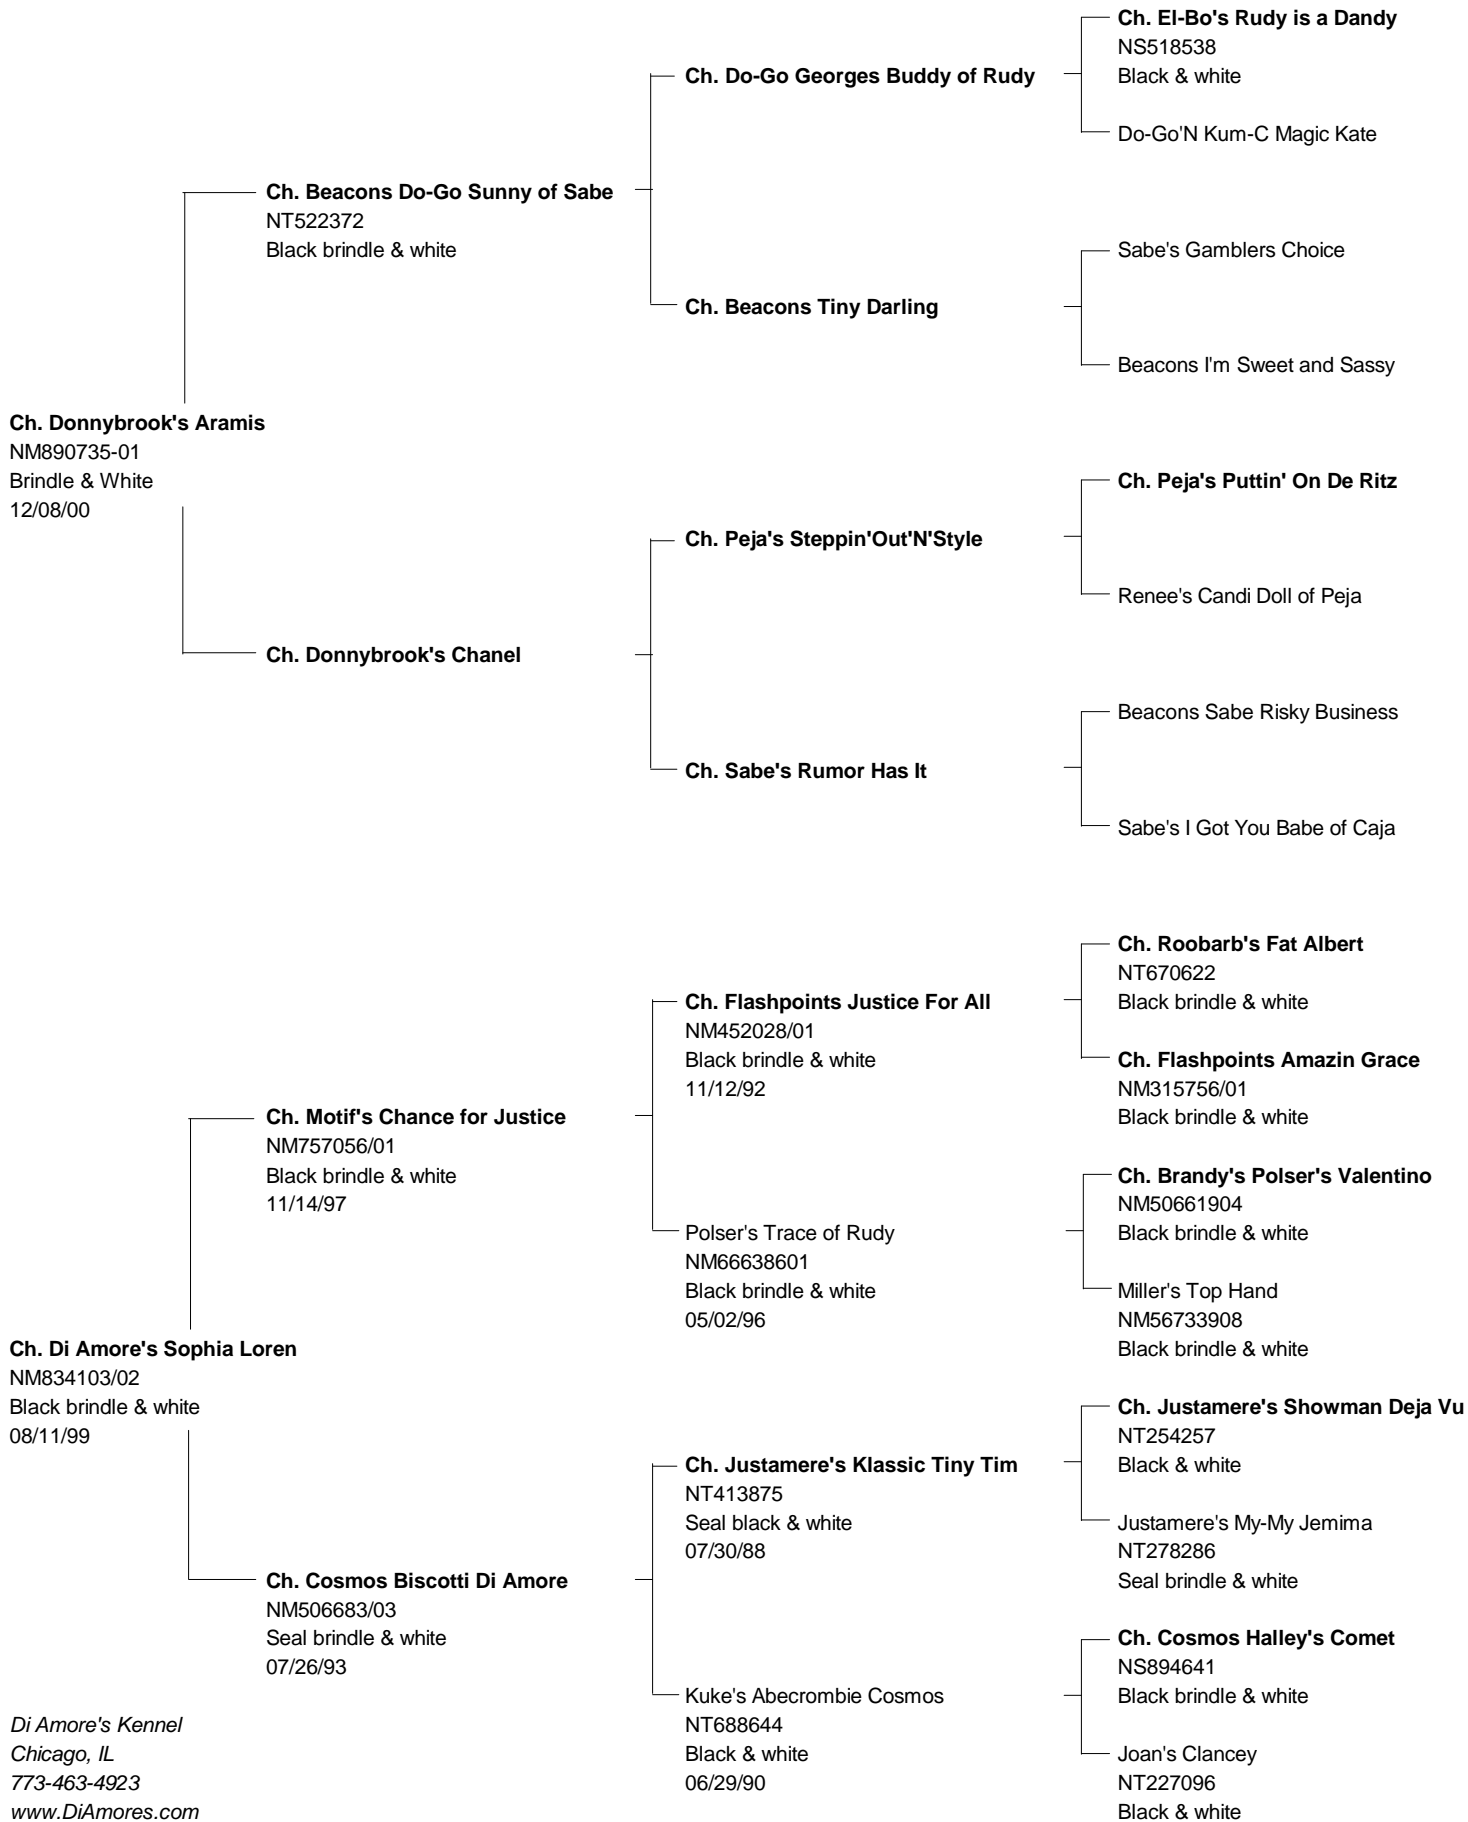 Ch. El-Bo's Rudy is a Dandy
NS518538
Black & white
Ch. Do-Go Georges Buddy of Rudy
Do-Go'N Kum-C Magic Kate
Ch. Beacons Do-Go Sunny of Sabe
NT522372
Black brindle & white
Sabe's Gamblers Choice
Ch. Beacons Tiny Darling
Beacons I'm Sweet and Sassy
Ch. Donnybrook's Aramis
NM890735-01
Brindle & White
12/08/00
Ch. Peja's Puttin' On De Ritz
Ch. Peja's Steppin'Out'N'Style
Renee's Candi Doll of Peja
Ch. Donnybrook's Chanel
Beacons Sabe Risky Business
Ch. Sabe's Rumor Has It
Sabe's I Got You Babe of Caja
Ch. Roobarb's Fat Albert
NT670622
Black brindle & white
Ch. Flashpoints Justice For All
NM452028/01
Black brindle & white
11/12/92
Ch. Flashpoints Amazin Grace
NM315756/01
Black brindle & white
Ch. Motif's Chance for Justice
NM757056/01
Black brindle & white
11/14/97
Ch. Brandy's Polser's Valentino
NM50661904
Black brindle & white
Polser's Trace of Rudy
NM66638601
Black brindle & white
05/02/96
Miller's Top Hand
NM56733908
Black brindle & white
Ch. Di Amore's Sophia Loren
NM834103/02
Black brindle & white
08/11/99
Ch. Justamere's Showman Deja Vu
NT254257
Black & white
Ch. Justamere's Klassic Tiny Tim
NT413875
Seal black & white
07/30/88
Justamere's My-My Jemima
NT278286
Seal brindle & white
Ch. Cosmos Biscotti Di Amore
NM506683/03
Seal brindle & white
07/26/93
Ch. Cosmos Halley's Comet
NS894641
Black brindle & white
Kuke's Abecrombie Cosmos
NT688644
Black & white
06/29/90
Joan's Clancey
NT227096
Black & white
Di Amore's Kennel
Chicago, IL
773-463-4923
www.DiAmores.com